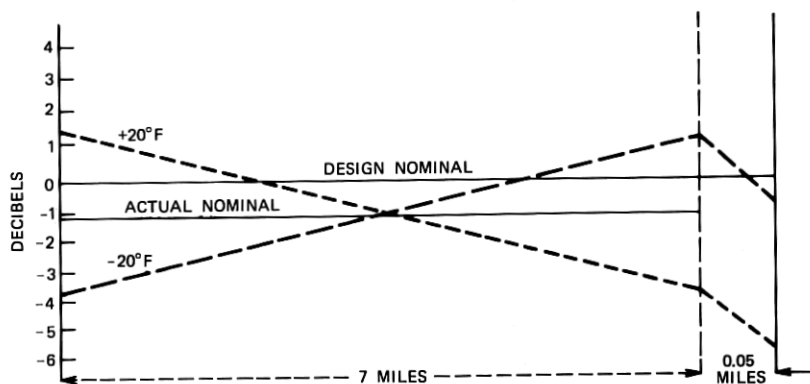 4
3
2
+20°F
1
DESIGN NOMINAL
0
ACTUAL NOMINAL
-1
DECIBELS
-2
-20°F
-3
-4
-5
-6
7 MILES
0.05
MILES